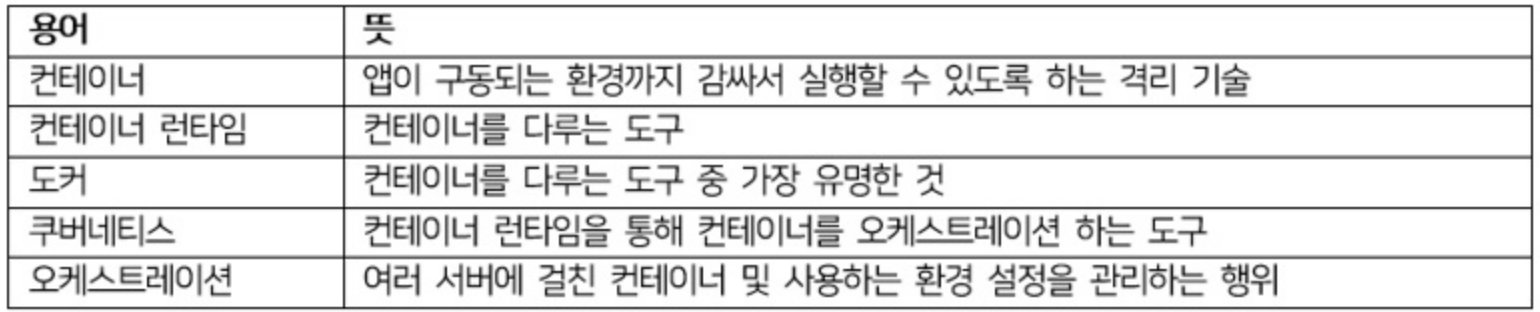 용어 뜻
컨테이너 앱이 구동되는 환경까지 감싸서 실행할 수 있도록 하는 격리 기술
컨테이너 런타임 컨테이너를 다루는 도구
도커 컨테이너를 다루는 도구 중 가장 유명한 것
쿠버네티스 컨테이너 런타임을 통해 컨테이너를 오케스트레이션 하는 도구
오케스트레이션 여러 서버에 걸친 컨테이너 및 사용하는 환경 설정을 관리하는 행위